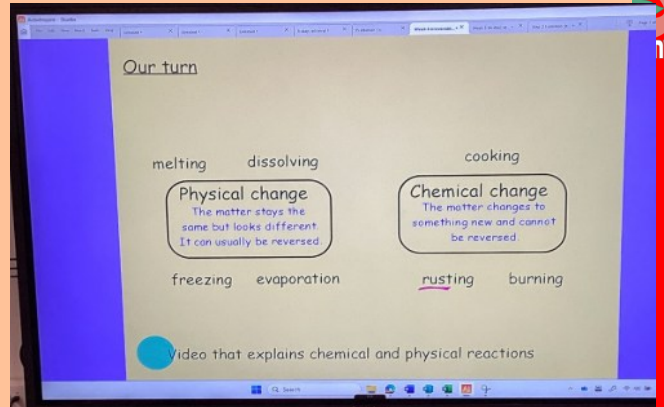 Our turn
melting dissolving
cooking
Physical change
The matter stays the
same but looks different.
It can usually be reversed.
Chemical change
The matter changes to
something new and cannot
be reversed.
freezing evaporation
rusting burning
Video that explains chemical and physical reactions
Search